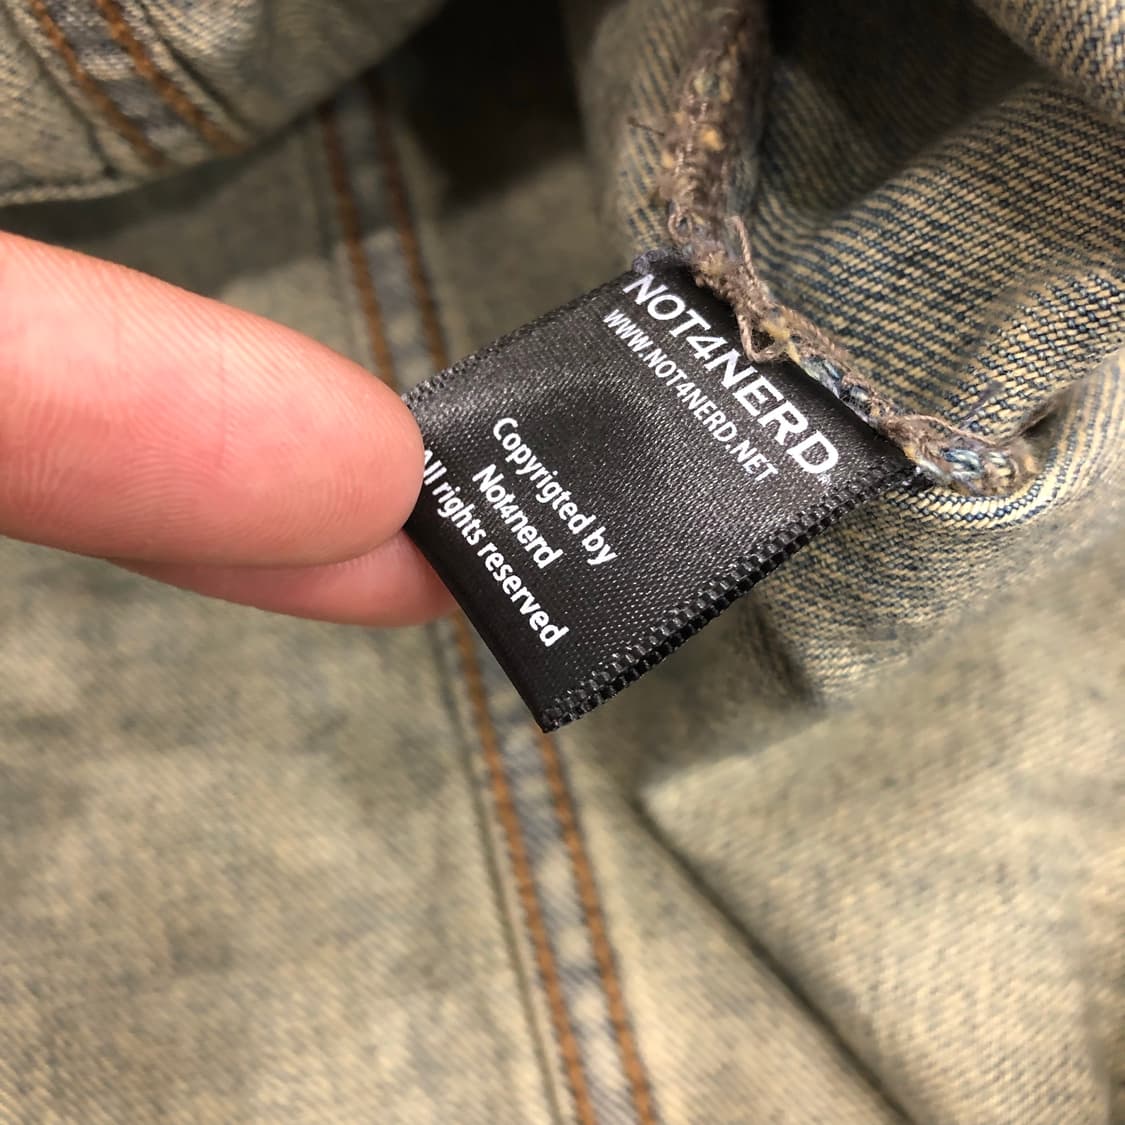 NOT4NERD
WWW.NOT4NERD.NET
Copyrigted by
Not4nerd
All rights reserved